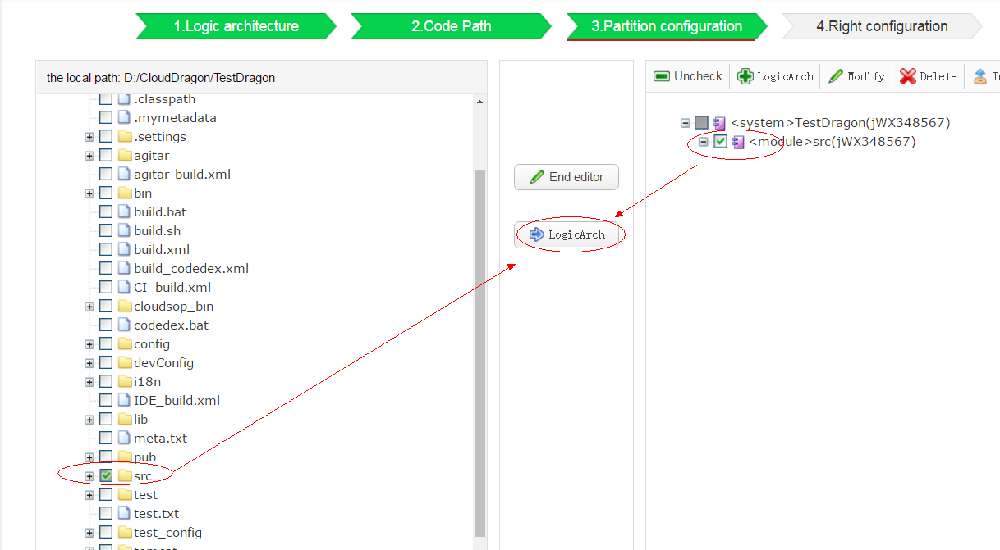 1.Logic architecture
2.Code Path
3.Partition configuration
4.Right configuration
the local path: D:/CloudDragon/TestDragon
.classpath
.mymetadata
.settings
agitar
agitar-build.xml
bin
build.bat
build.sh
build.xml
build_codedex.xml
CI_build.xml
cloudsop_bin
codedex.bat
config
devConfig
i18n
IDE_build.xml
lib
meta.txt
pub
src
test
test.txt
test_config
End editor
LogicArch
Uncheck
LogicArch
Modify
Delete
<system>TestDragon(jWX348567)
<module>src(jWX348567)